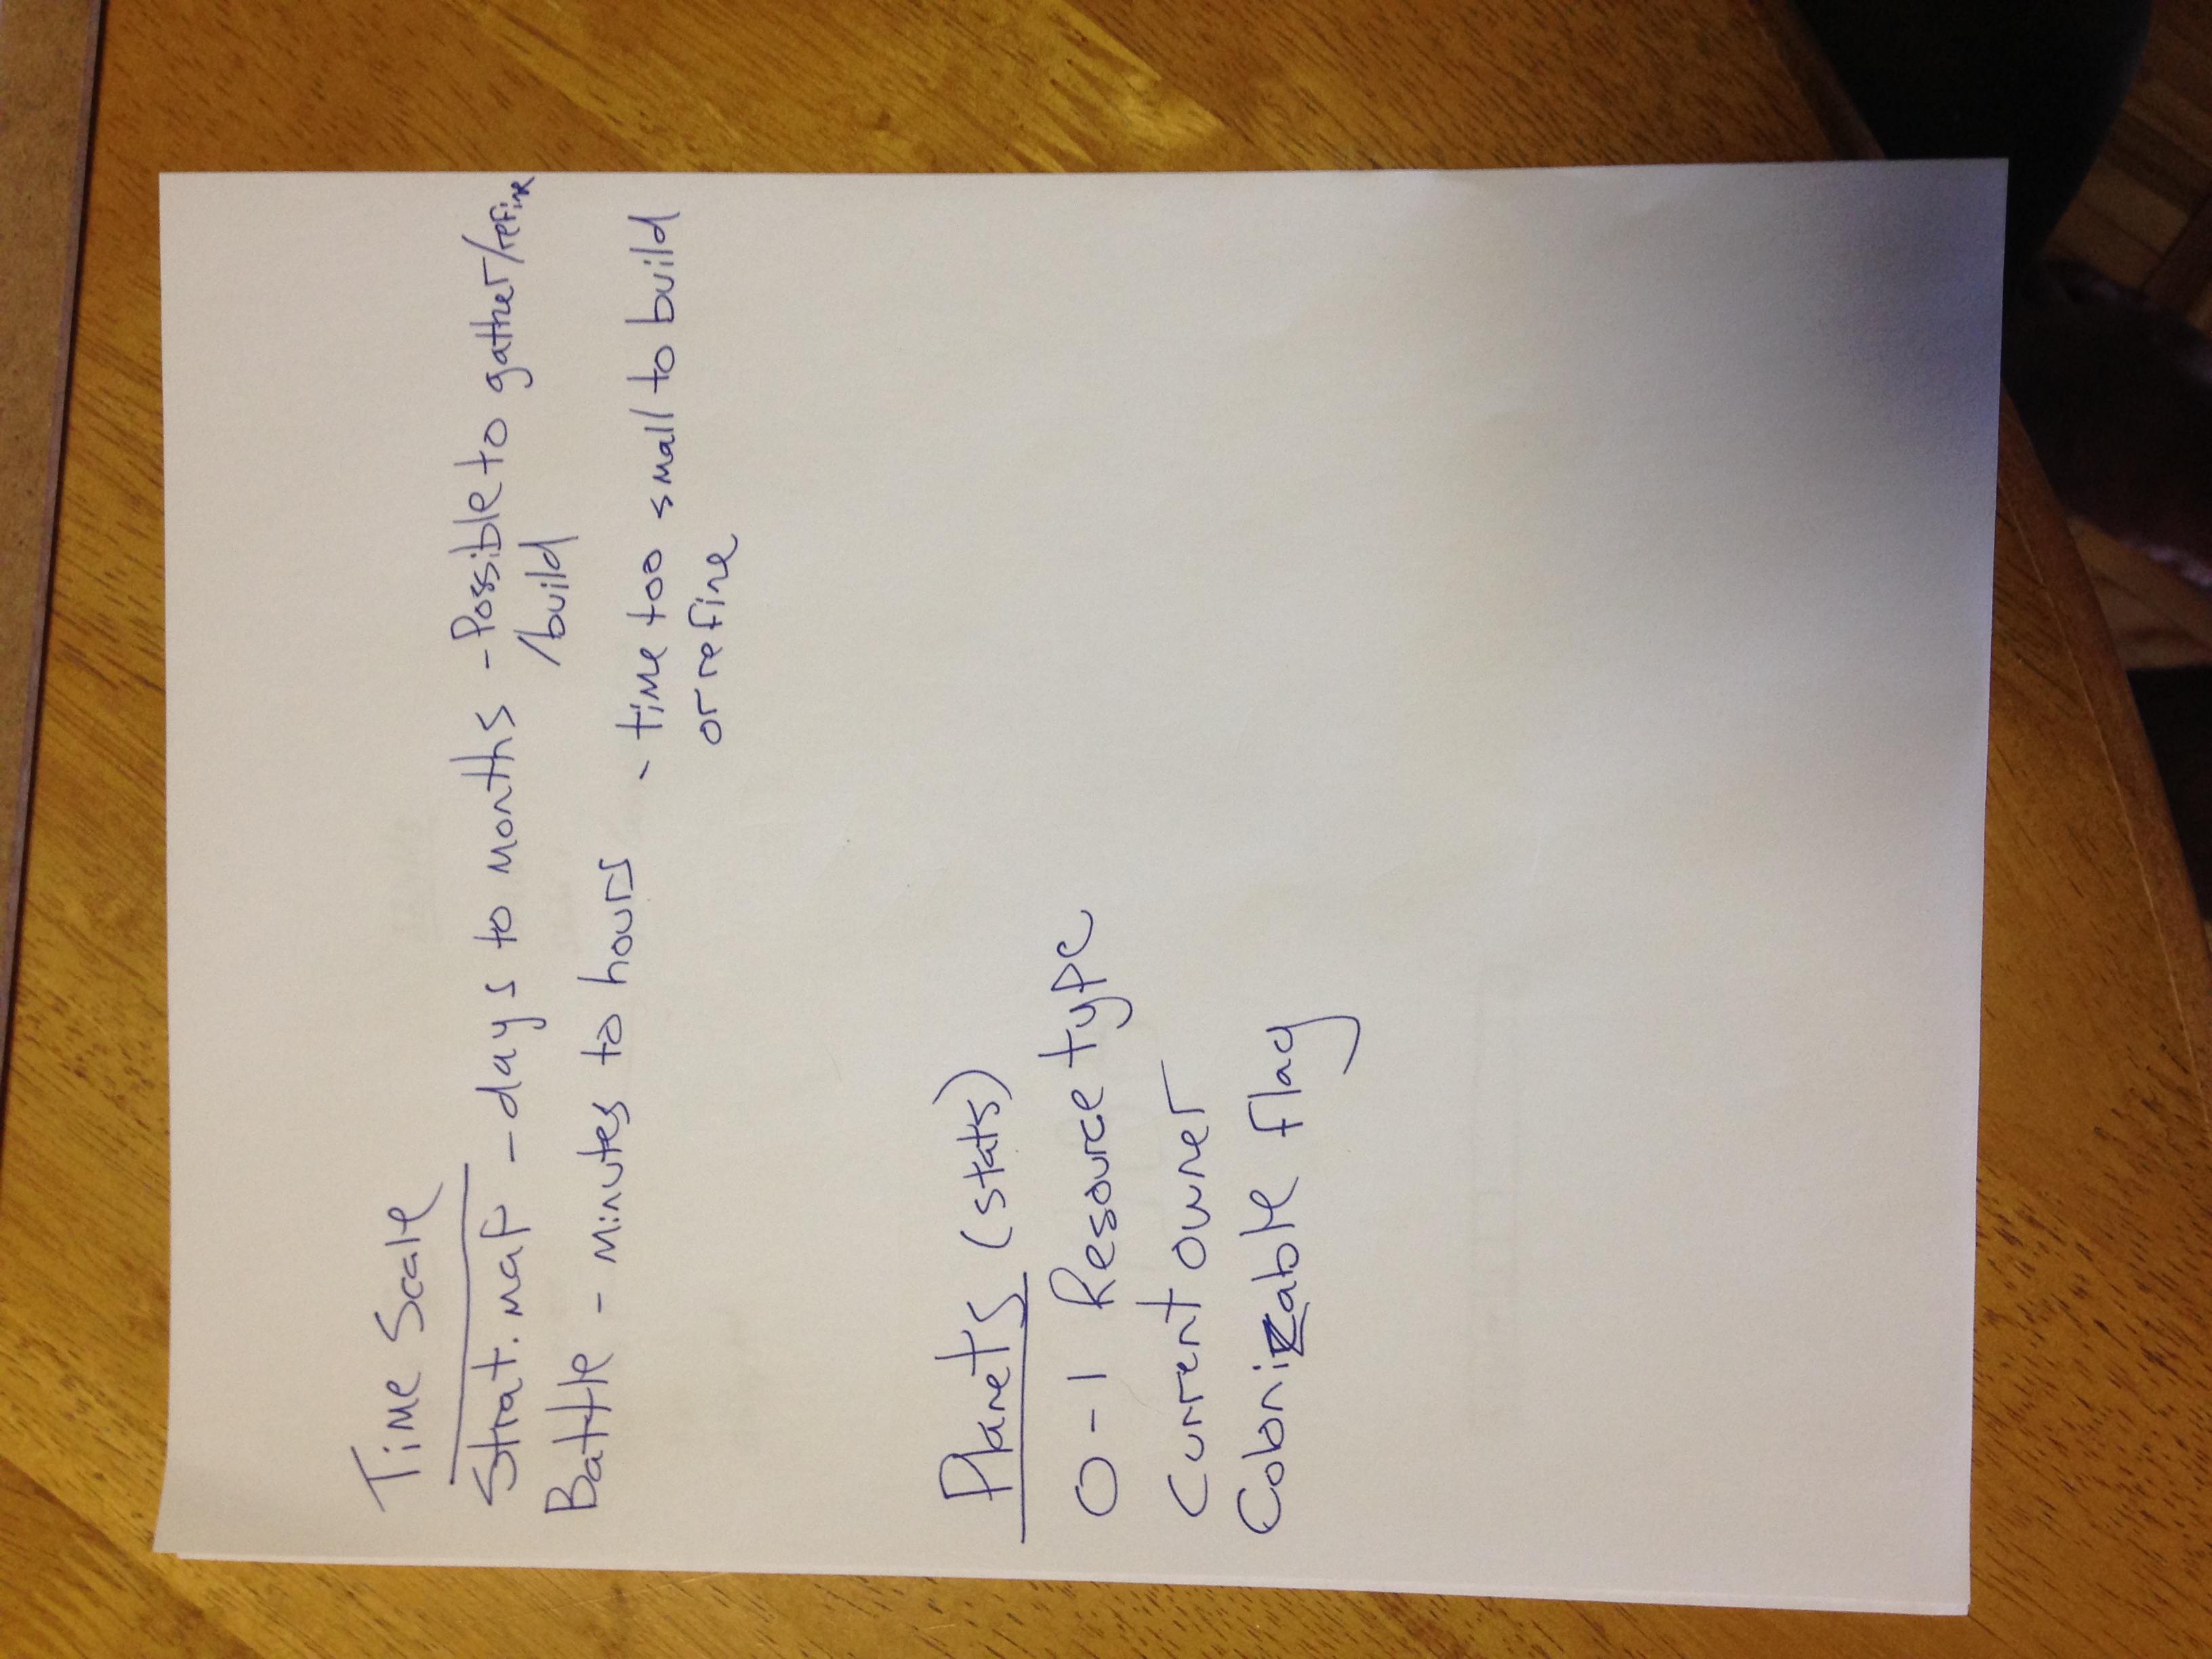 Time Scale
Strat. map - days to months - Possible to gather/refine
/build
Battle - minutes to hours
- time too small to build
or refine
Planets (stats)
0-1 Resource type
Current owner
Colonizable flag